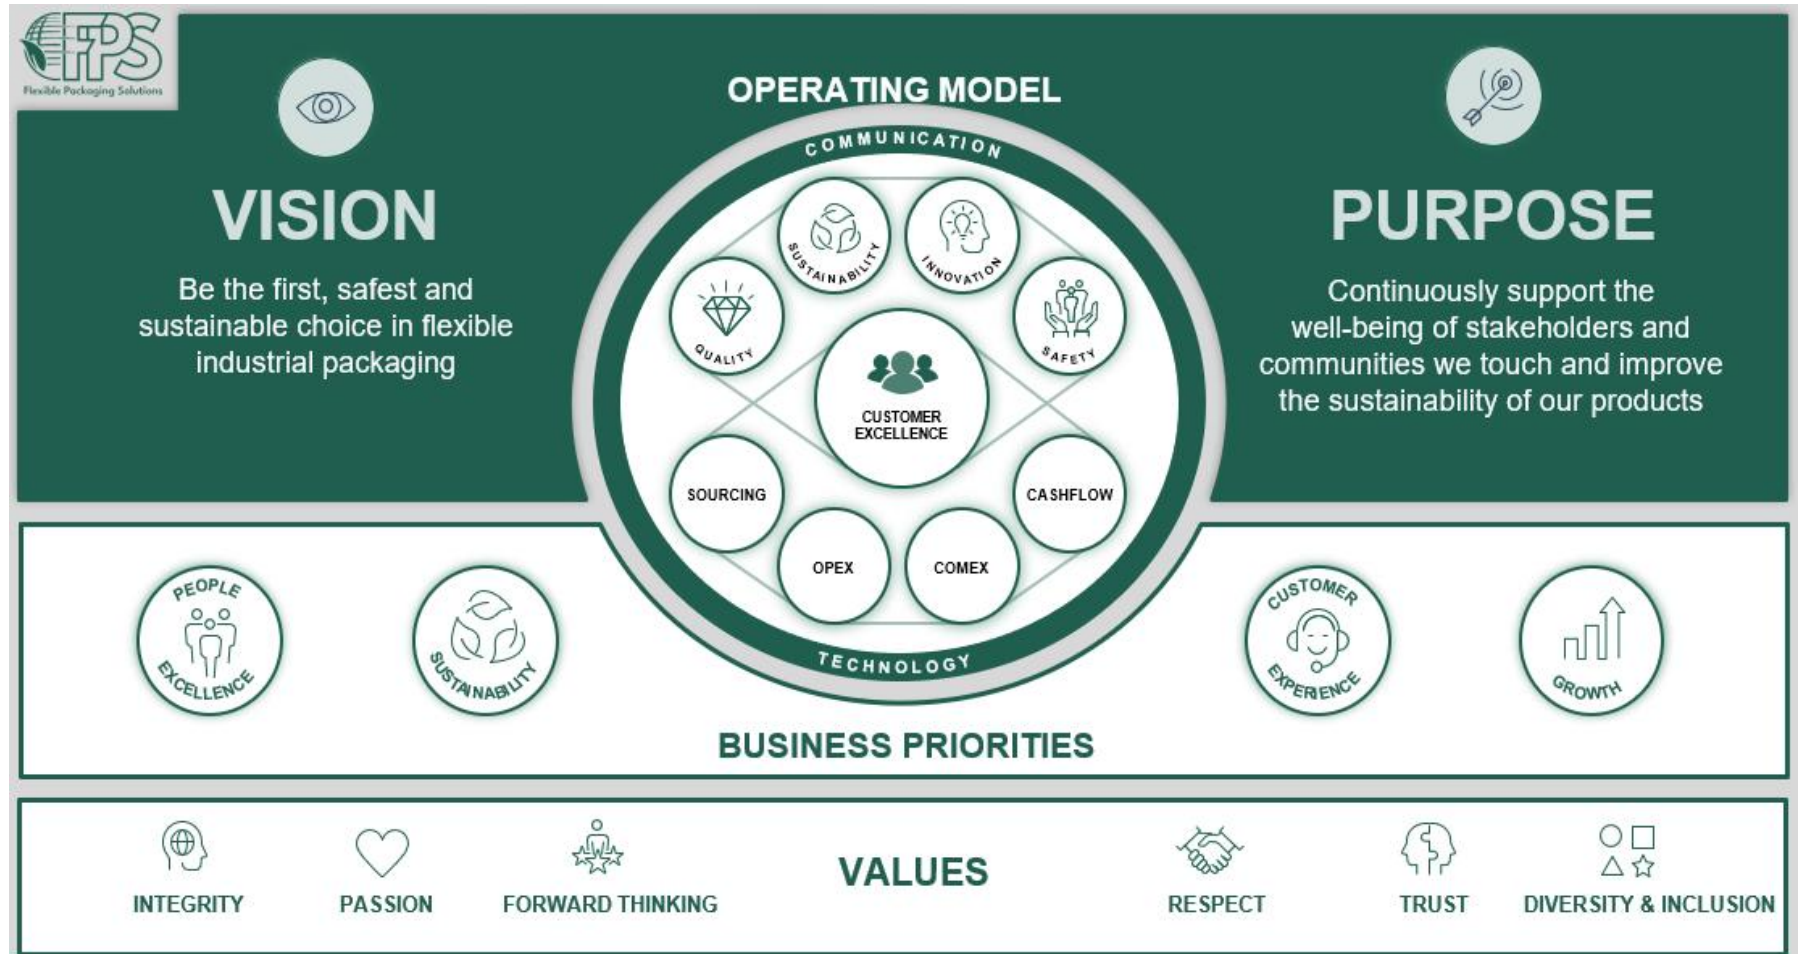 FPS
Flexible Packaging Solutions
VISION
Be the first, safest and
sustainable choice in flexible
industrial packaging
OPERATING MODEL
COMMUNICATION
SUSTAINABILITY
INNOVATION
QUALITY
SAFETY
CUSTOMER
EXCELLENCE
SOURCING
CASHFLOW
OPEX
COMEX
TECHNOLOGY
PURPOSE
Continuously support the
well-being of stakeholders and
communities we touch and improve
the sustainability of our products
PEOPLE
EXCELLENCE
SUSTAINABILITY
CUSTOMER
EXPERIENCE
GROWTH
BUSINESS PRIORITIES
INTEGRITY
PASSION
FORWARD THINKING
VALUES
RESPECT
TRUST
DIVERSITY & INCLUSION